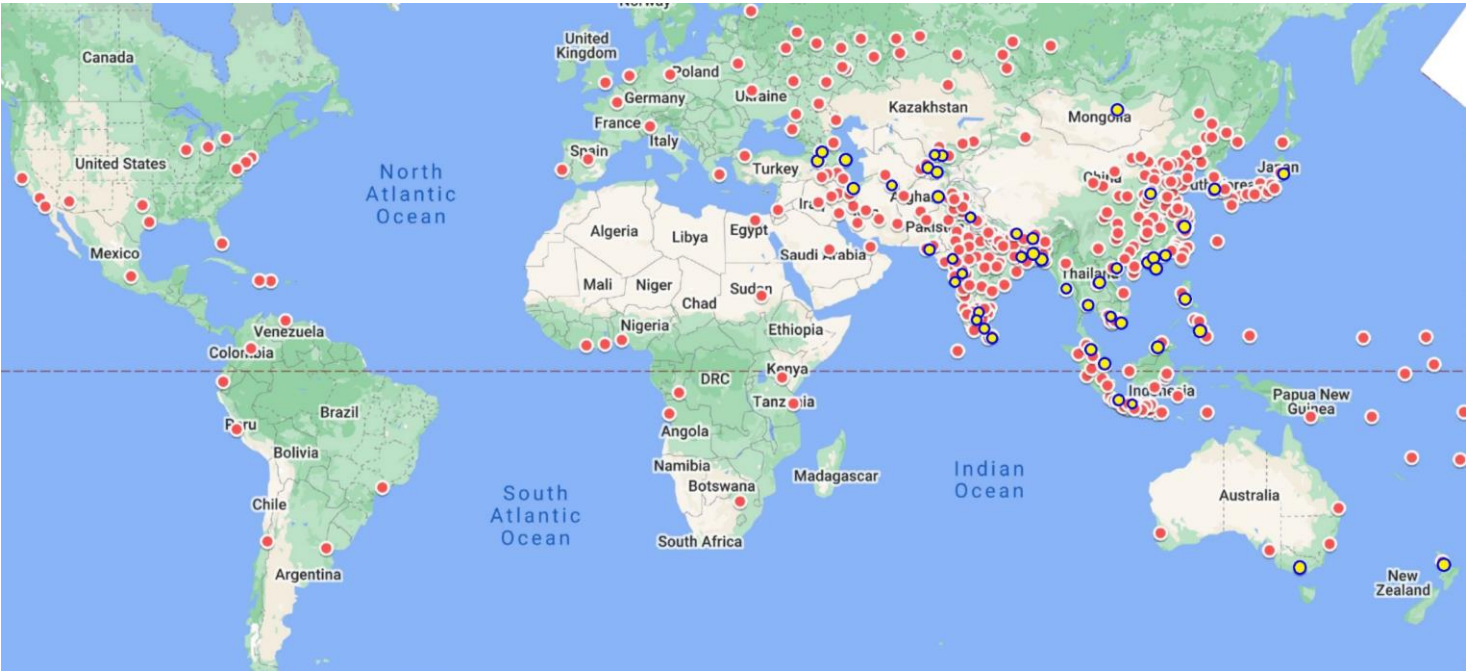 Norway
Canada
United
Kingdom
Poland
Germany
Ukraine
Kazakhstan
Mongolia
France
Italy
Spain
Turkey
United States
North
Atlantic
Ocean
China
Japan
Algeria
Libya
Egypt
Pakist
Mexico
Saudi Arabia
Mali
Niger
Chad
Sudan
Thailand
Nigeria
Ethiopia
Venezuela
Colombia
Kenya
DRC
Tanzania
Indonesia
Papua New
Guinea
Brazil
Peru
Angola
Bolivia
Namibia
Botswana
Madagascar
Indian
Ocean
Australia
Chile
South
Atlantic
Ocean
South Africa
Argentina
New
Zealand